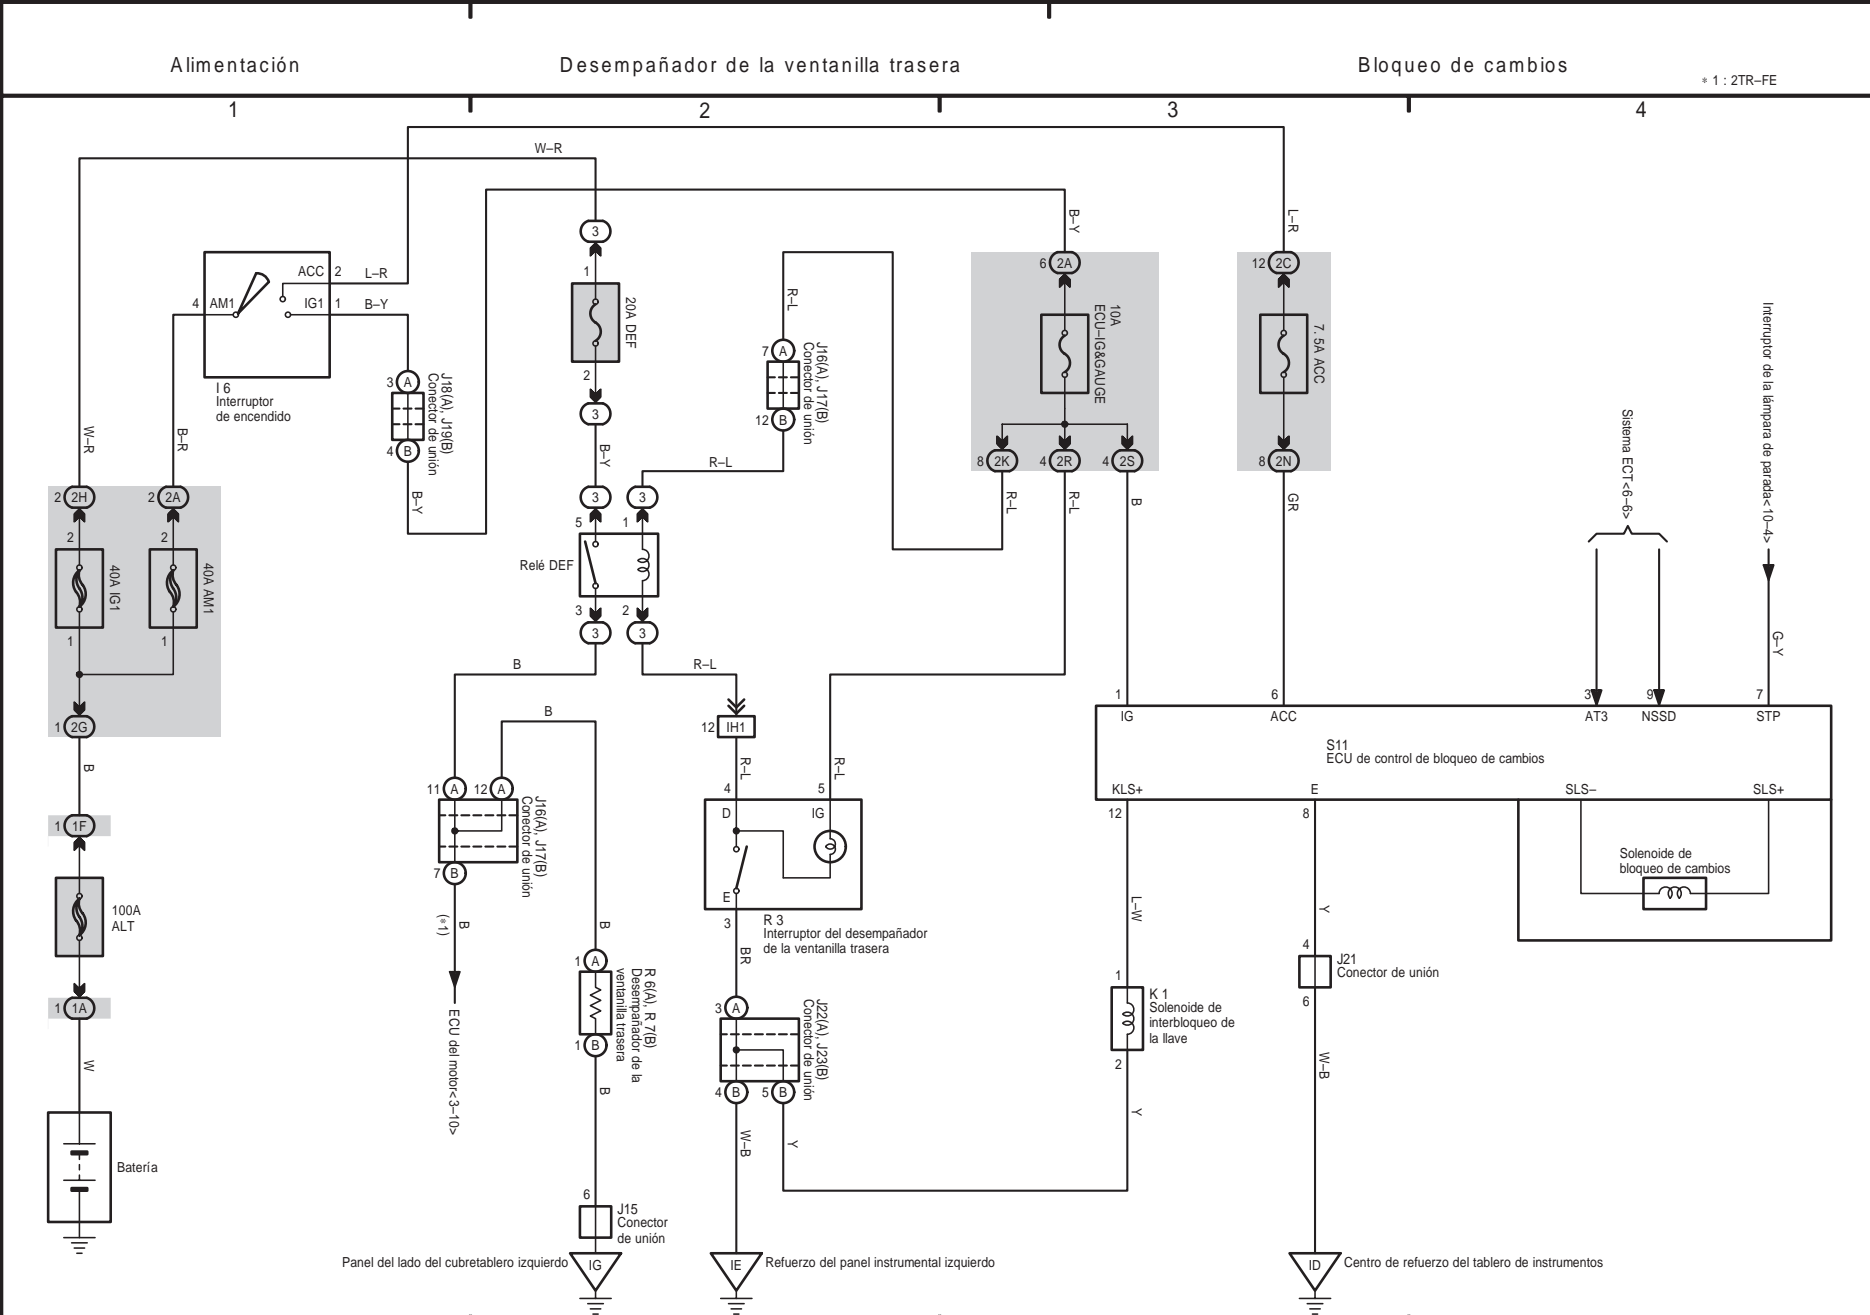 Alimentación
Desempañador de la ventanilla trasera
Bloqueo de cambios
* 1 : 2TR–FE
1
2
3
4
W–R
3
1
20A DEF
2
3
B–Y
3
3
5
1
Relé DEF
3
2
3
3
ACC
2
L–R
4
AM1
IG1
1
B–Y
I 6
Interruptor
de encendido
3
A
4
B
J18(A), J19(B)
Conector de unión
B–Y
W–R
B–R
2
2H
2
2A
2
2
40A IG1
40A AM1
1
1
1
2G
B
1
1F
100A
ALT
1
1A
W
Batería
R–L
7
A
12
B
J16(A), J17(B)
Conector de unión
R–L
B–Y
6
2A
10A
ECU–IG&GAUGE
8
2K
4
2R
4
2S
R–L
R–L
B
L–R
12
2C
7. 5A ACC
8
2N
GR
Sistema ECT<6–6>
Interruptor de la lámpara de parada<10–4>
G–Y
B
R–L
B
12
IH1
R–L
R–L
11
A
12
A
7
B
J16(A), J17(B)
Conector de unión
B
(*1)
ECU del motor<3–10>
B
1
A
1
B
R 6(A), R 7(B)
Desempañador de la
ventanilla trasera
B
6
J15
Conector
de unión
Panel del lado del cubretablero izquierdo
IG
4
5
D
IG
E
3
R 3
Interruptor del desempañador
de la ventanilla trasera
BR
3
A
4
B
5
B
J22(A), J23(B)
Conector de unión
W–B
Y
IE
Refuerzo del panel instrumental izquierdo
1
6
3
9
7
IG
ACC
AT3
NSSD
STP
S11
ECU de control de bloqueo de cambios
KLS+
E
SLS–
SLS+
12
8
Solenoide de
bloqueo de cambios
L–W
1
K 1
Solenoide de
interbloqueo de
la llave
2
Y
Y
4
J21
Conector de unión
6
W–B
ID
Centro de refuerzo del tablero de instrumentos